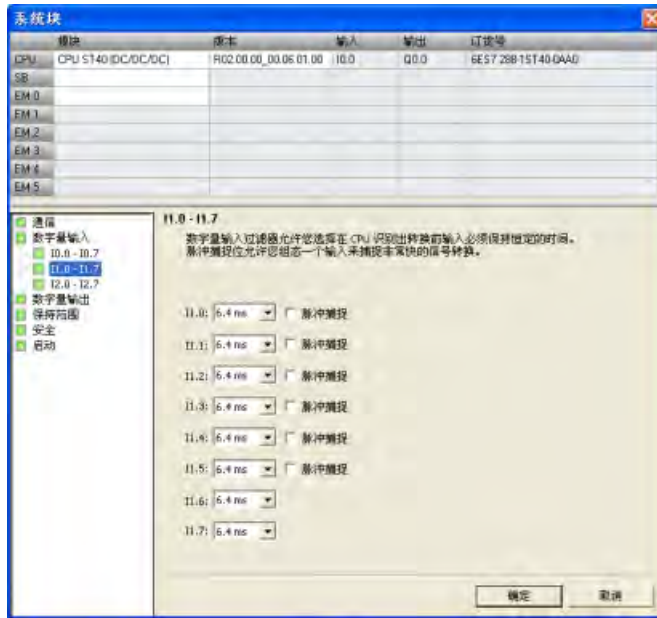 系统块
模块 版本 输入 输出 订货号
CPU CPU ST40 (DC/DC/DC) R02.00.00_00.06.01.00 I0.0 Q0.0 6ES7 288-1ST40-0AA0
SB
EM 0
EM 1
EM 2
EM 3
EM 4
EM 5
通信
数字量输入
I0.0 - I0.7
I1.0 - I1.7
I2.0 - I2.7
数字量输出
保持范围
安全
启动
I1.0 - I1.7
数字量输入过滤器允许您选择在 CPU 识别出转换前输入必须保持恒定的时间。
脉冲捕捉位允许您组态一个输入来捕捉非常快的信号转换。
I1.0: 6.4 ms 脉冲捕捉
I1.1: 6.4 ms 脉冲捕捉
I1.2: 6.4 ms 脉冲捕捉
I1.3: 6.4 ms 脉冲捕捉
I1.4: 6.4 ms 脉冲捕捉
I1.5: 6.4 ms 脉冲捕捉
I1.6: 6.4 ms
I1.7: 6.4 ms
确定 取消